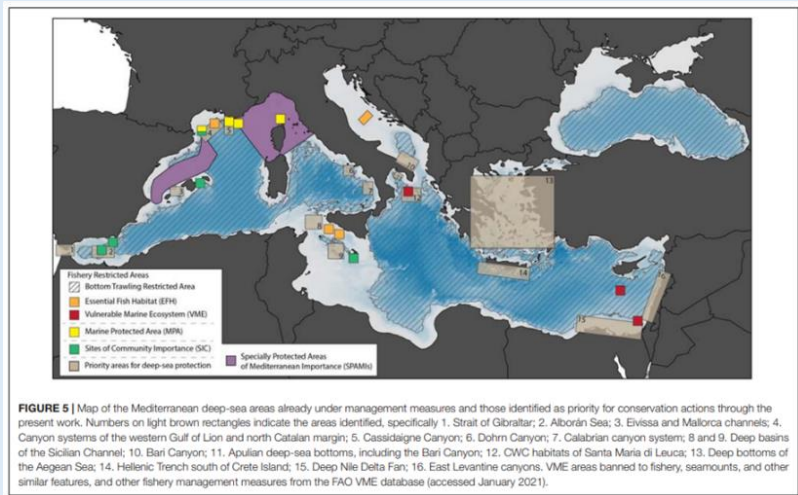 13
16
8
9
14
15
2
Fishery Restricted Areas
Bottom Trawling Restricted Area
Essential Fish Habitat (EFH)
Vulnerable Marine Ecosystem (VME)
Marine Protected Area (MPA)
Sites of Community Importance (SIC)
Priority areas for deep-sea protection
Specially Protected Areas
of Mediterranean Importance (SPAMIs)
FIGURE 5 | Map of the Mediterranean deep-sea areas already under management measures and those identified as priority for conservation actions through the
present work. Numbers on light brown rectangles indicate the areas identified, specifically 1. Strait of Gibraltar; 2. Alborán Sea; 3. Eivissa and Mallorca channels; 4.
Canyon systems of the western Gulf of Lion and north Catalan margin; 5. Cassidaigne Canyon; 6. Dohrn Canyon; 7. Calabrian canyon system; 8 and 9. Deep basins
of the Sicilian Channel; 10. Bari Canyon; 11. Apulian deep-sea bottoms, including the Bari Canyon; 12. CWC habitats of Santa Maria di Leuca; 13. Deep bottoms of
the Aegean Sea; 14. Hellenic Trench south of Crete Island; 15. Deep Nile Delta Fan; 16. East Levantine canyons. VME areas banned to fishery, seamounts, and other
similar features, and other fishery management measures from the FAO VME database (accessed January 2021).